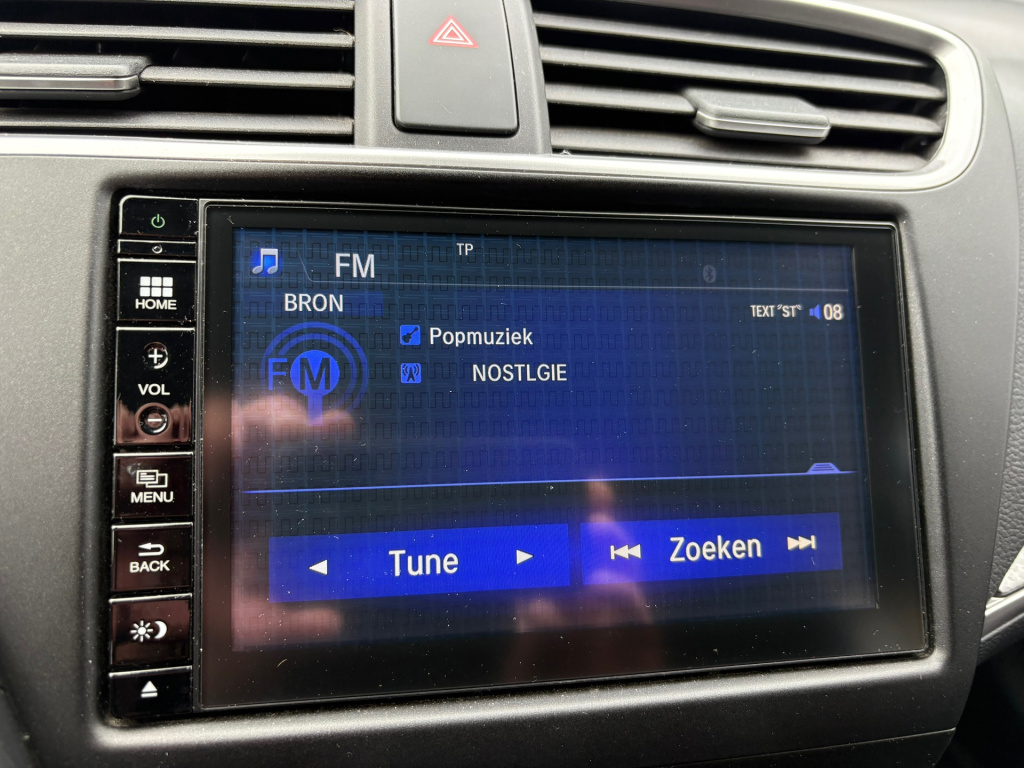 TP
FM
BRON
TEXT "ST" 08
HOME
Popmuziek
VOL
FM
NOSTLGIE
MENU
BACK
Tune
Zoeken